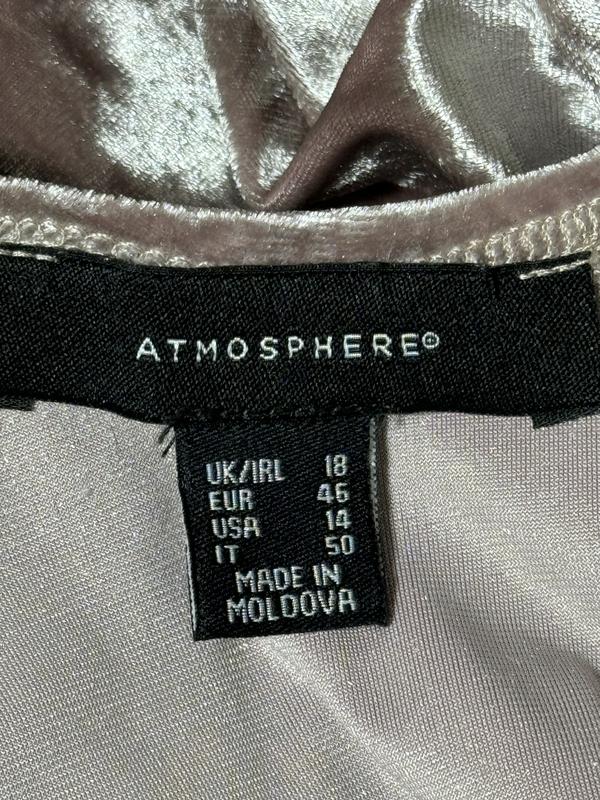 ATMOSPHERE®
UK/IRL 18
EUR 46
USA 14
IT 50
MADE IN
MOLDOVA